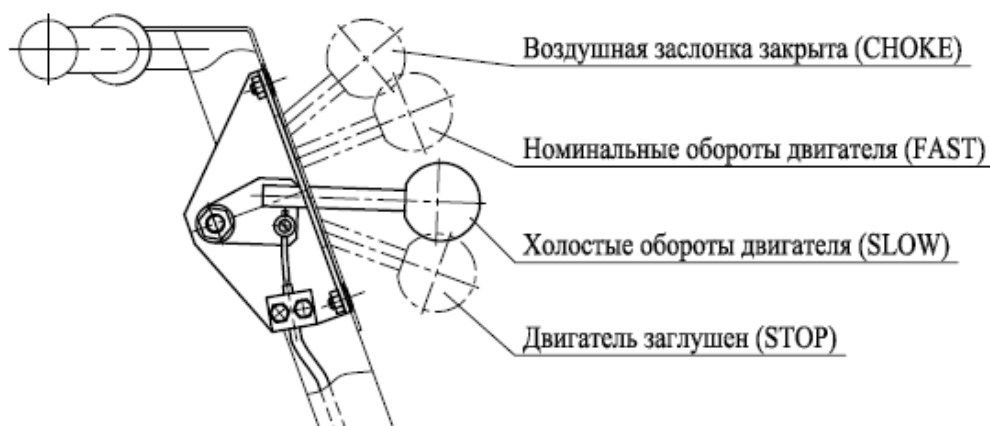 Воздушная заслонка закрыта (CHOKE)
Номинальные обороты двигателя (FAST)
Холостые обороты двигателя (SLOW)
Двигатель заглушен (STOP)